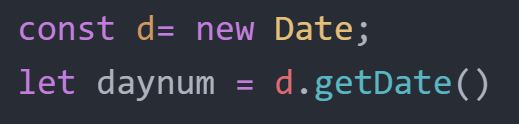 const d= new Date;
let daynum = d.getDate()